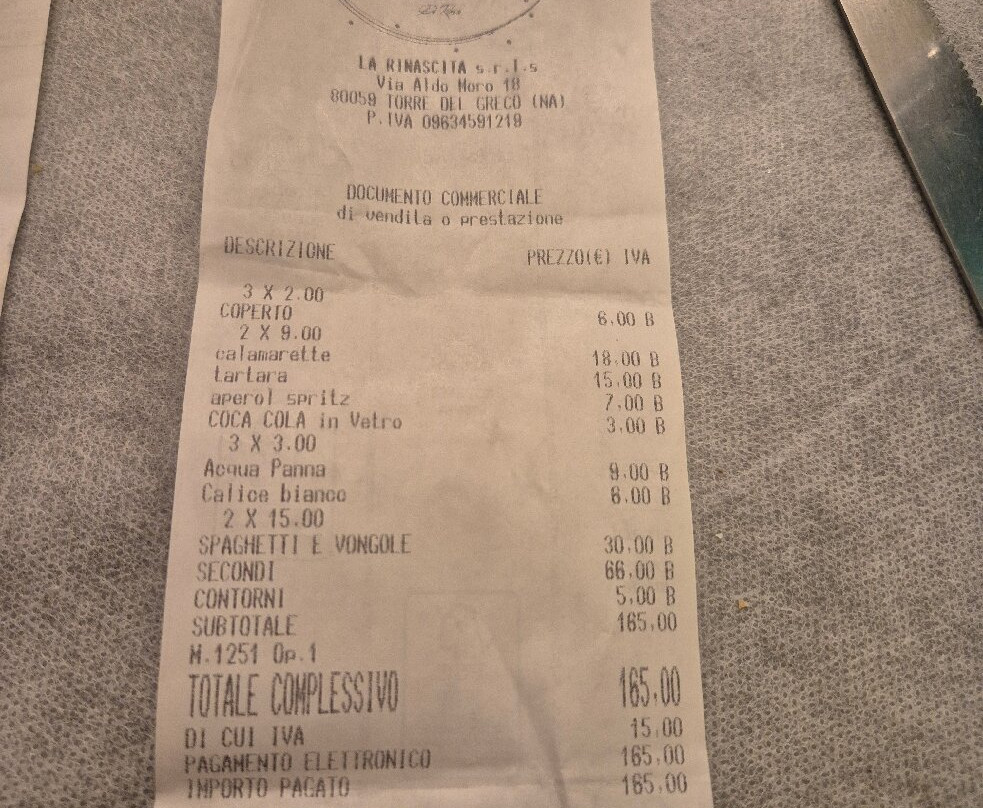 LA RINASCITA s.r.l.s
Via Aldo Moro 18
80059 TORRE DEL GRECO (NA)
P.IVA 09634591219
DOCUMENTO COMMERCIALE
di vendita o prestazione
DESCRIZIONE PREZZO(€) IVA
3 X 2.00
COPERTO 6,00 B
2 X 9.00
calamarette 18,00 B
tartara 15,00 B
aperol spritz 7,00 B
COCA COLA in Vetro 3,00 B
3 X 3.00
Acqua Panna 9,00 B
Calice bianco 6,00 B
2 X 15.00
SPAGHETTI E VONGOLE 30,00 B
SECONDI 66,00 B
CONTORNI 5,00 B
SUBTOTALE 165,00
M.1251 Op.1
TOTALE COMPLESSIVO 165,00
DI CUI IVA 15,00
PAGAMENTO ELETTRONICO 165,00
IMPORTO PAGATO 165,00